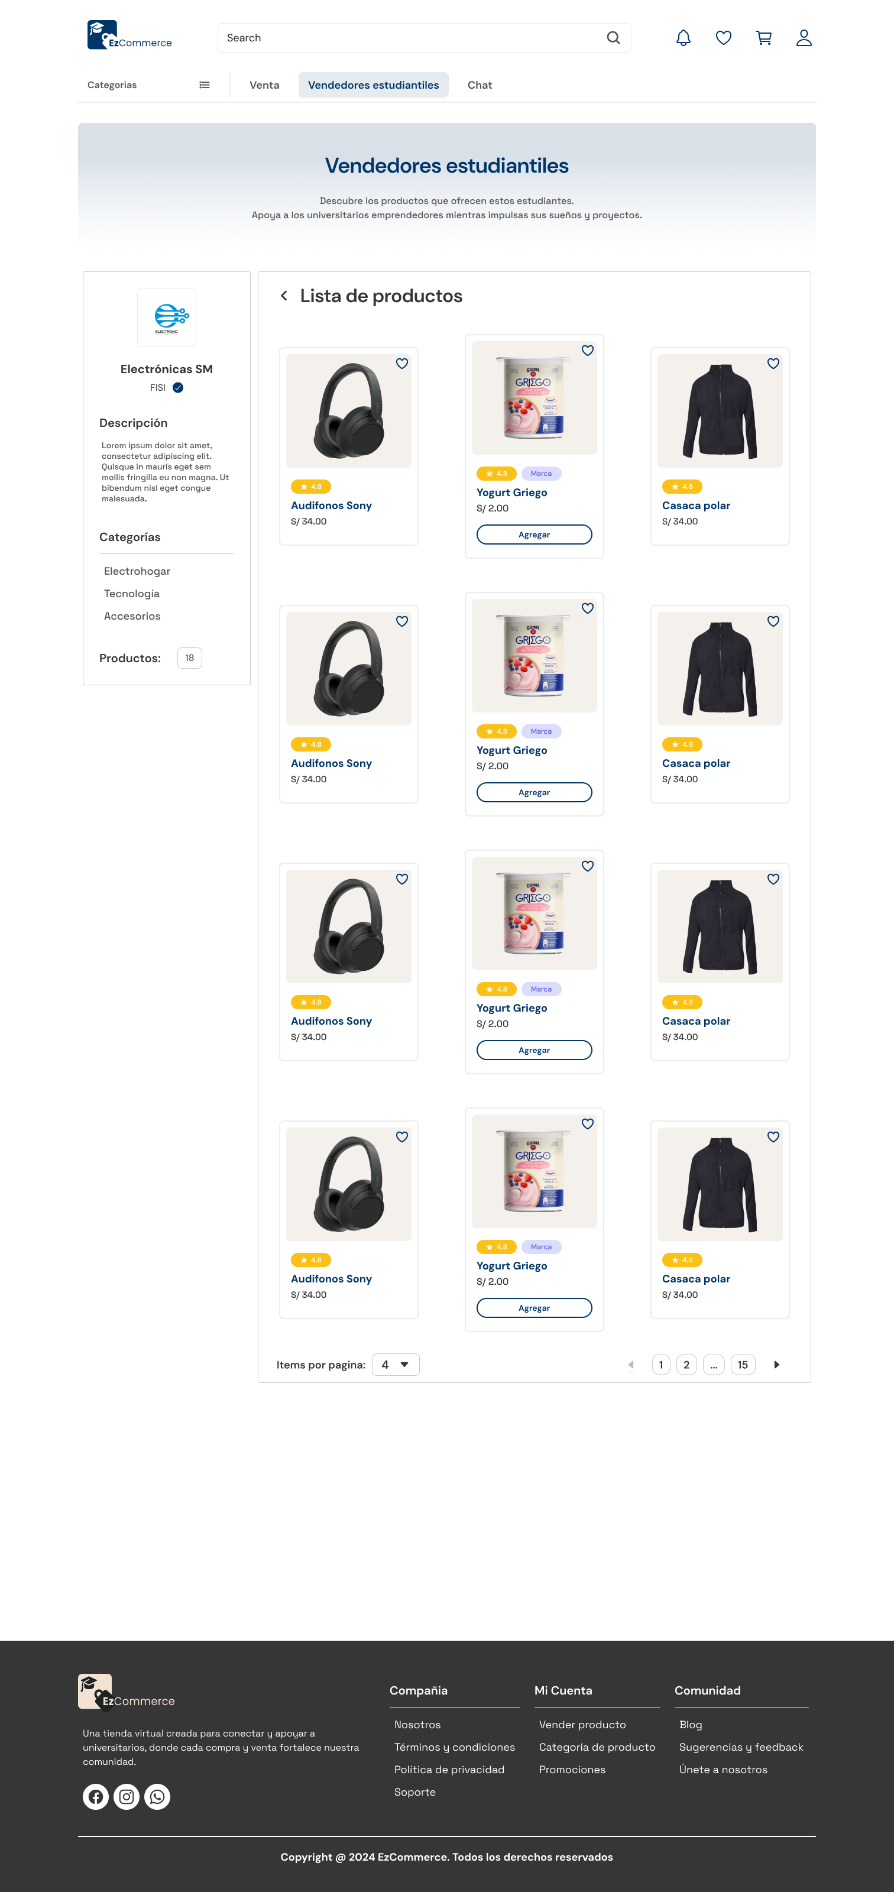 EzCommerce
Search
Categorias
Venta
Vendedores estudiantiles
Chat
Vendedores estudiantiles
Descubre los productos que ofrecen estos estudiantes.
Apoya a los universitarios emprendedores mientras impulsas sus sueños y proyectos.
ELECTRONIC
Electrónicas SM
FISI
Descripción
Lorem ipsum dolor sit amet,
consectetur adipiscing elit.
Quisque in mauris eget sem
mollis fringilla eu non magna. Ut
bibendum nisl eget congue
malesuada.
Categorías
Electrohogar
Tecnología
Accesorios
Productos:
18
Lista de productos
4.8
Audifonos Sony
S/ 34.00
GRIEGO
4.8
Marca
Yogurt Griego
S/ 2.00
Agregar
4.8
Casaca polar
S/ 34.00
4.8
Audifonos Sony
S/ 34.00
GRIEGO
4.8
Marca
Yogurt Griego
S/ 2.00
Agregar
4.8
Casaca polar
S/ 34.00
4.8
Audifonos Sony
S/ 34.00
GRIEGO
4.8
Marca
Yogurt Griego
S/ 2.00
Agregar
4.8
Casaca polar
S/ 34.00
4.8
Audifonos Sony
S/ 34.00
GRIEGO
4.8
Marca
Yogurt Griego
S/ 2.00
Agregar
4.8
Casaca polar
S/ 34.00
Items por pagina:
4
1
2
...
15
EzCommerce
Una tienda virtual creada para conectar y apoyar a
universitarios, donde cada compra y venta fortalece nuestra
comunidad.
Compañia
Nosotros
Términos y condiciones
Política de privacidad
Soporte
Mi Cuenta
Vender producto
Categoría de producto
Promociones
Comunidad
Blog
Sugerencias y feedback
Únete a nosotros
Copyright @ 2024 EzCommerce. Todos los derechos reservados